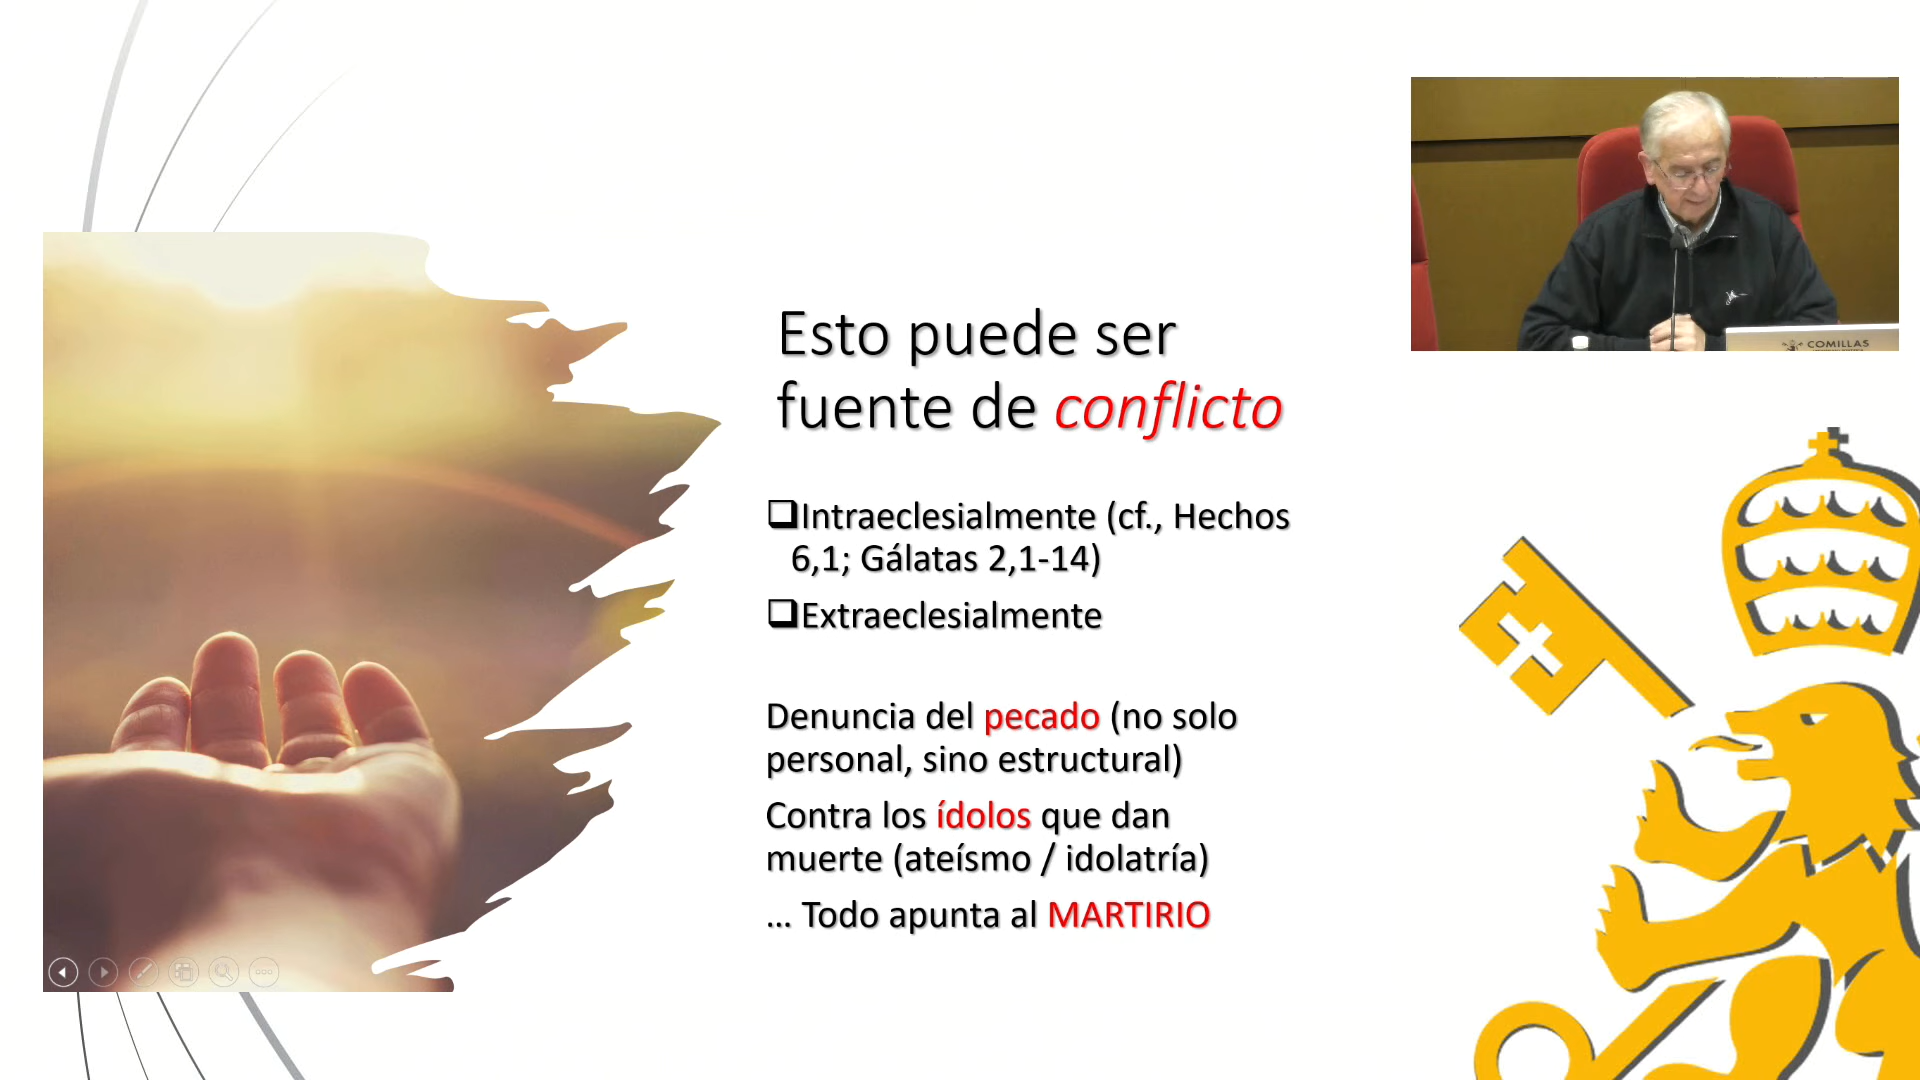 Esto puede ser
fuente de conflicto
❑Intraeclesialmente (cf., Hechos
6,1; Gálatas 2,1-14)
❑Extraeclesialmente
Denuncia del pecado (no solo
personal, sino estructural)
Contra los ídolos que dan
muerte (ateísmo / idolatría)
... Todo apunta al MARTIRIO
COMILLAS